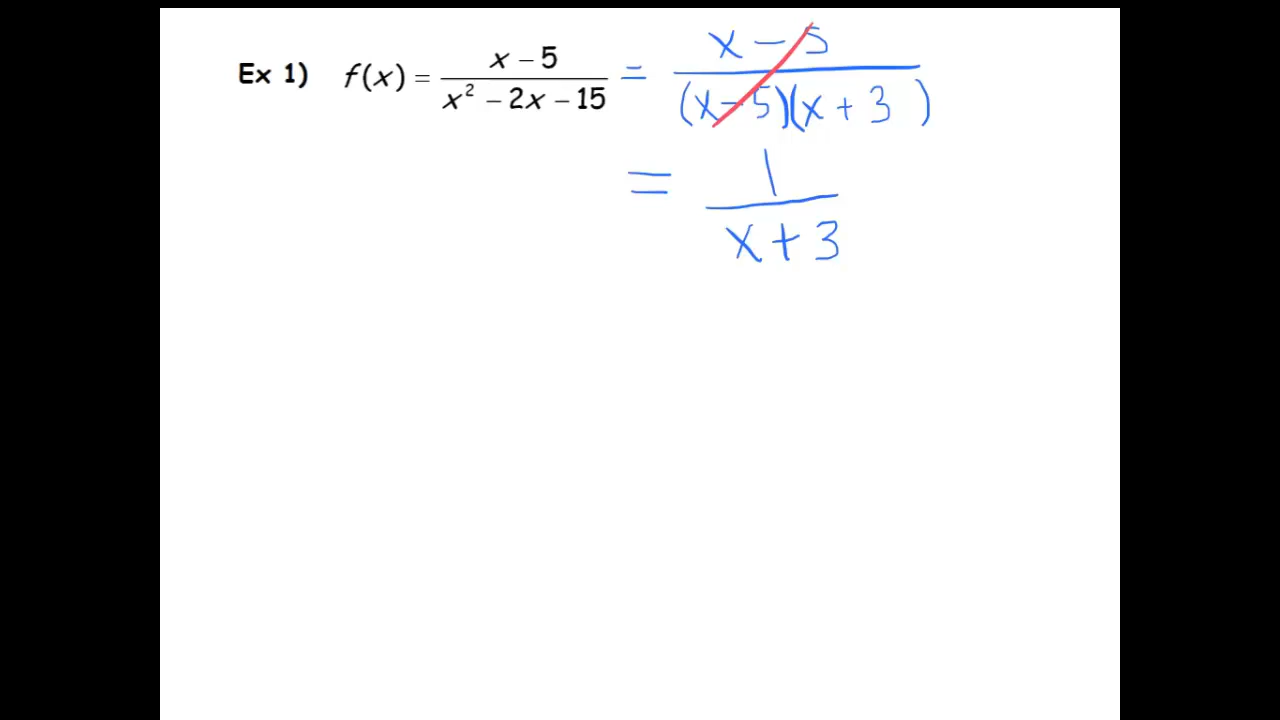 Ex 1) f(x) = (x - 5)/(x² - 2x - 15) = (x - 5)/((x - 5)(x + 3))
= 1/(x + 3)